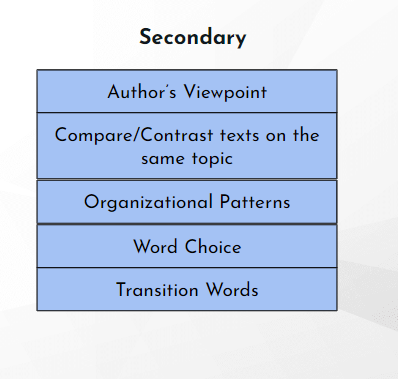 Secondary
Author's Viewpoint
Compare/Contrast texts on the
same topic
Organizational Patterns
Word Choice
Transition Words